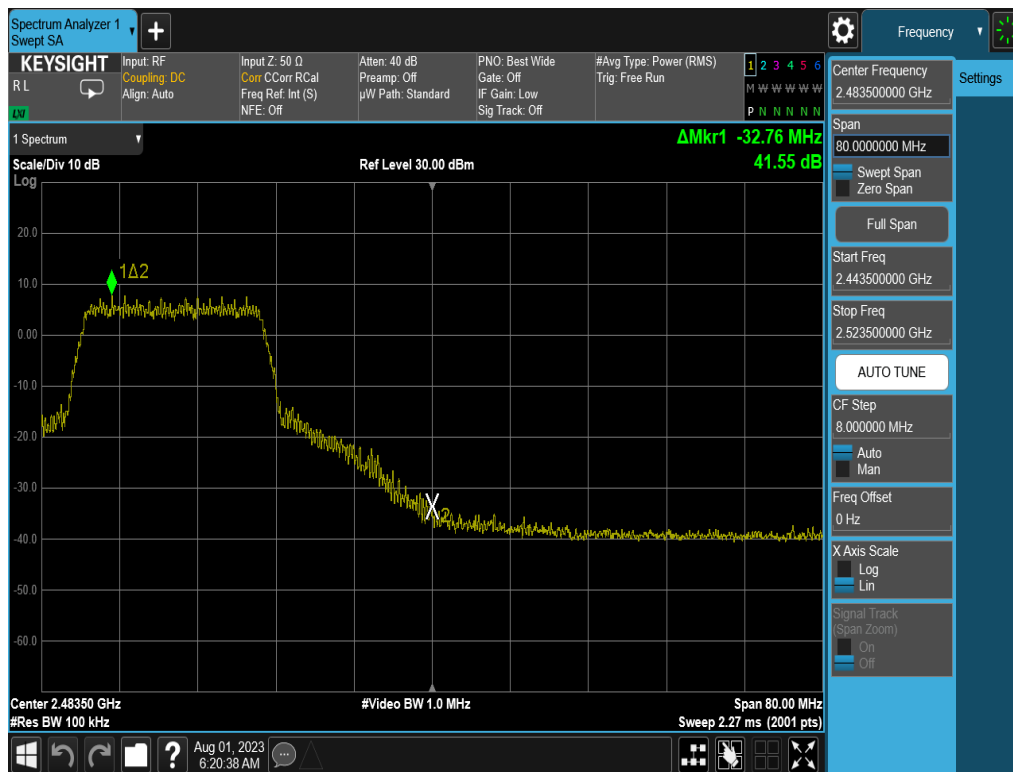 Spectrum Analyzer 1
Swept SA
+
Frequency
KEYSIGHT
R L
LXI
Input: RF
Coupling: DC
Align: Auto
Input Z: 50 Ω
Corr CCorr RCal
Freq Ref: Int (S)
NFE: Off
Atten: 40 dB
Preamp: Off
µW Path: Standard
PNO: Best Wide
Gate: Off
IF Gain: Low
Sig Track: Off
#Avg Type: Power (RMS)
Trig: Free Run
1 2 3 4 5 6
M W W W W W
P N N N N N
1 Spectrum
Scale/Div 10 dB
Log
Ref Level 30.00 dBm
ΔMkr1 -32.76 MHz
41.55 dB
20.0
10.0
0.00
-10.0
-20.0
-30.0
-40.0
-50.0
-60.0
1Δ2
X2
Center 2.48350 GHz
#Res BW 100 kHz
#Video BW 1.0 MHz
Span 80.00 MHz
Sweep 2.27 ms (2001 pts)
Center Frequency
2.483500000 GHz
Settings
Span
80.0000000 MHz
Swept Span
Zero Span
Full Span
Start Freq
2.443500000 GHz
Stop Freq
2.523500000 GHz
AUTO TUNE
CF Step
8.000000 MHz
Auto
Man
Freq Offset
0 Hz
X Axis Scale
Log
Lin
Signal Track
(Span Zoom)
On
Off
?
Aug 01, 2023
6:20:38 AM